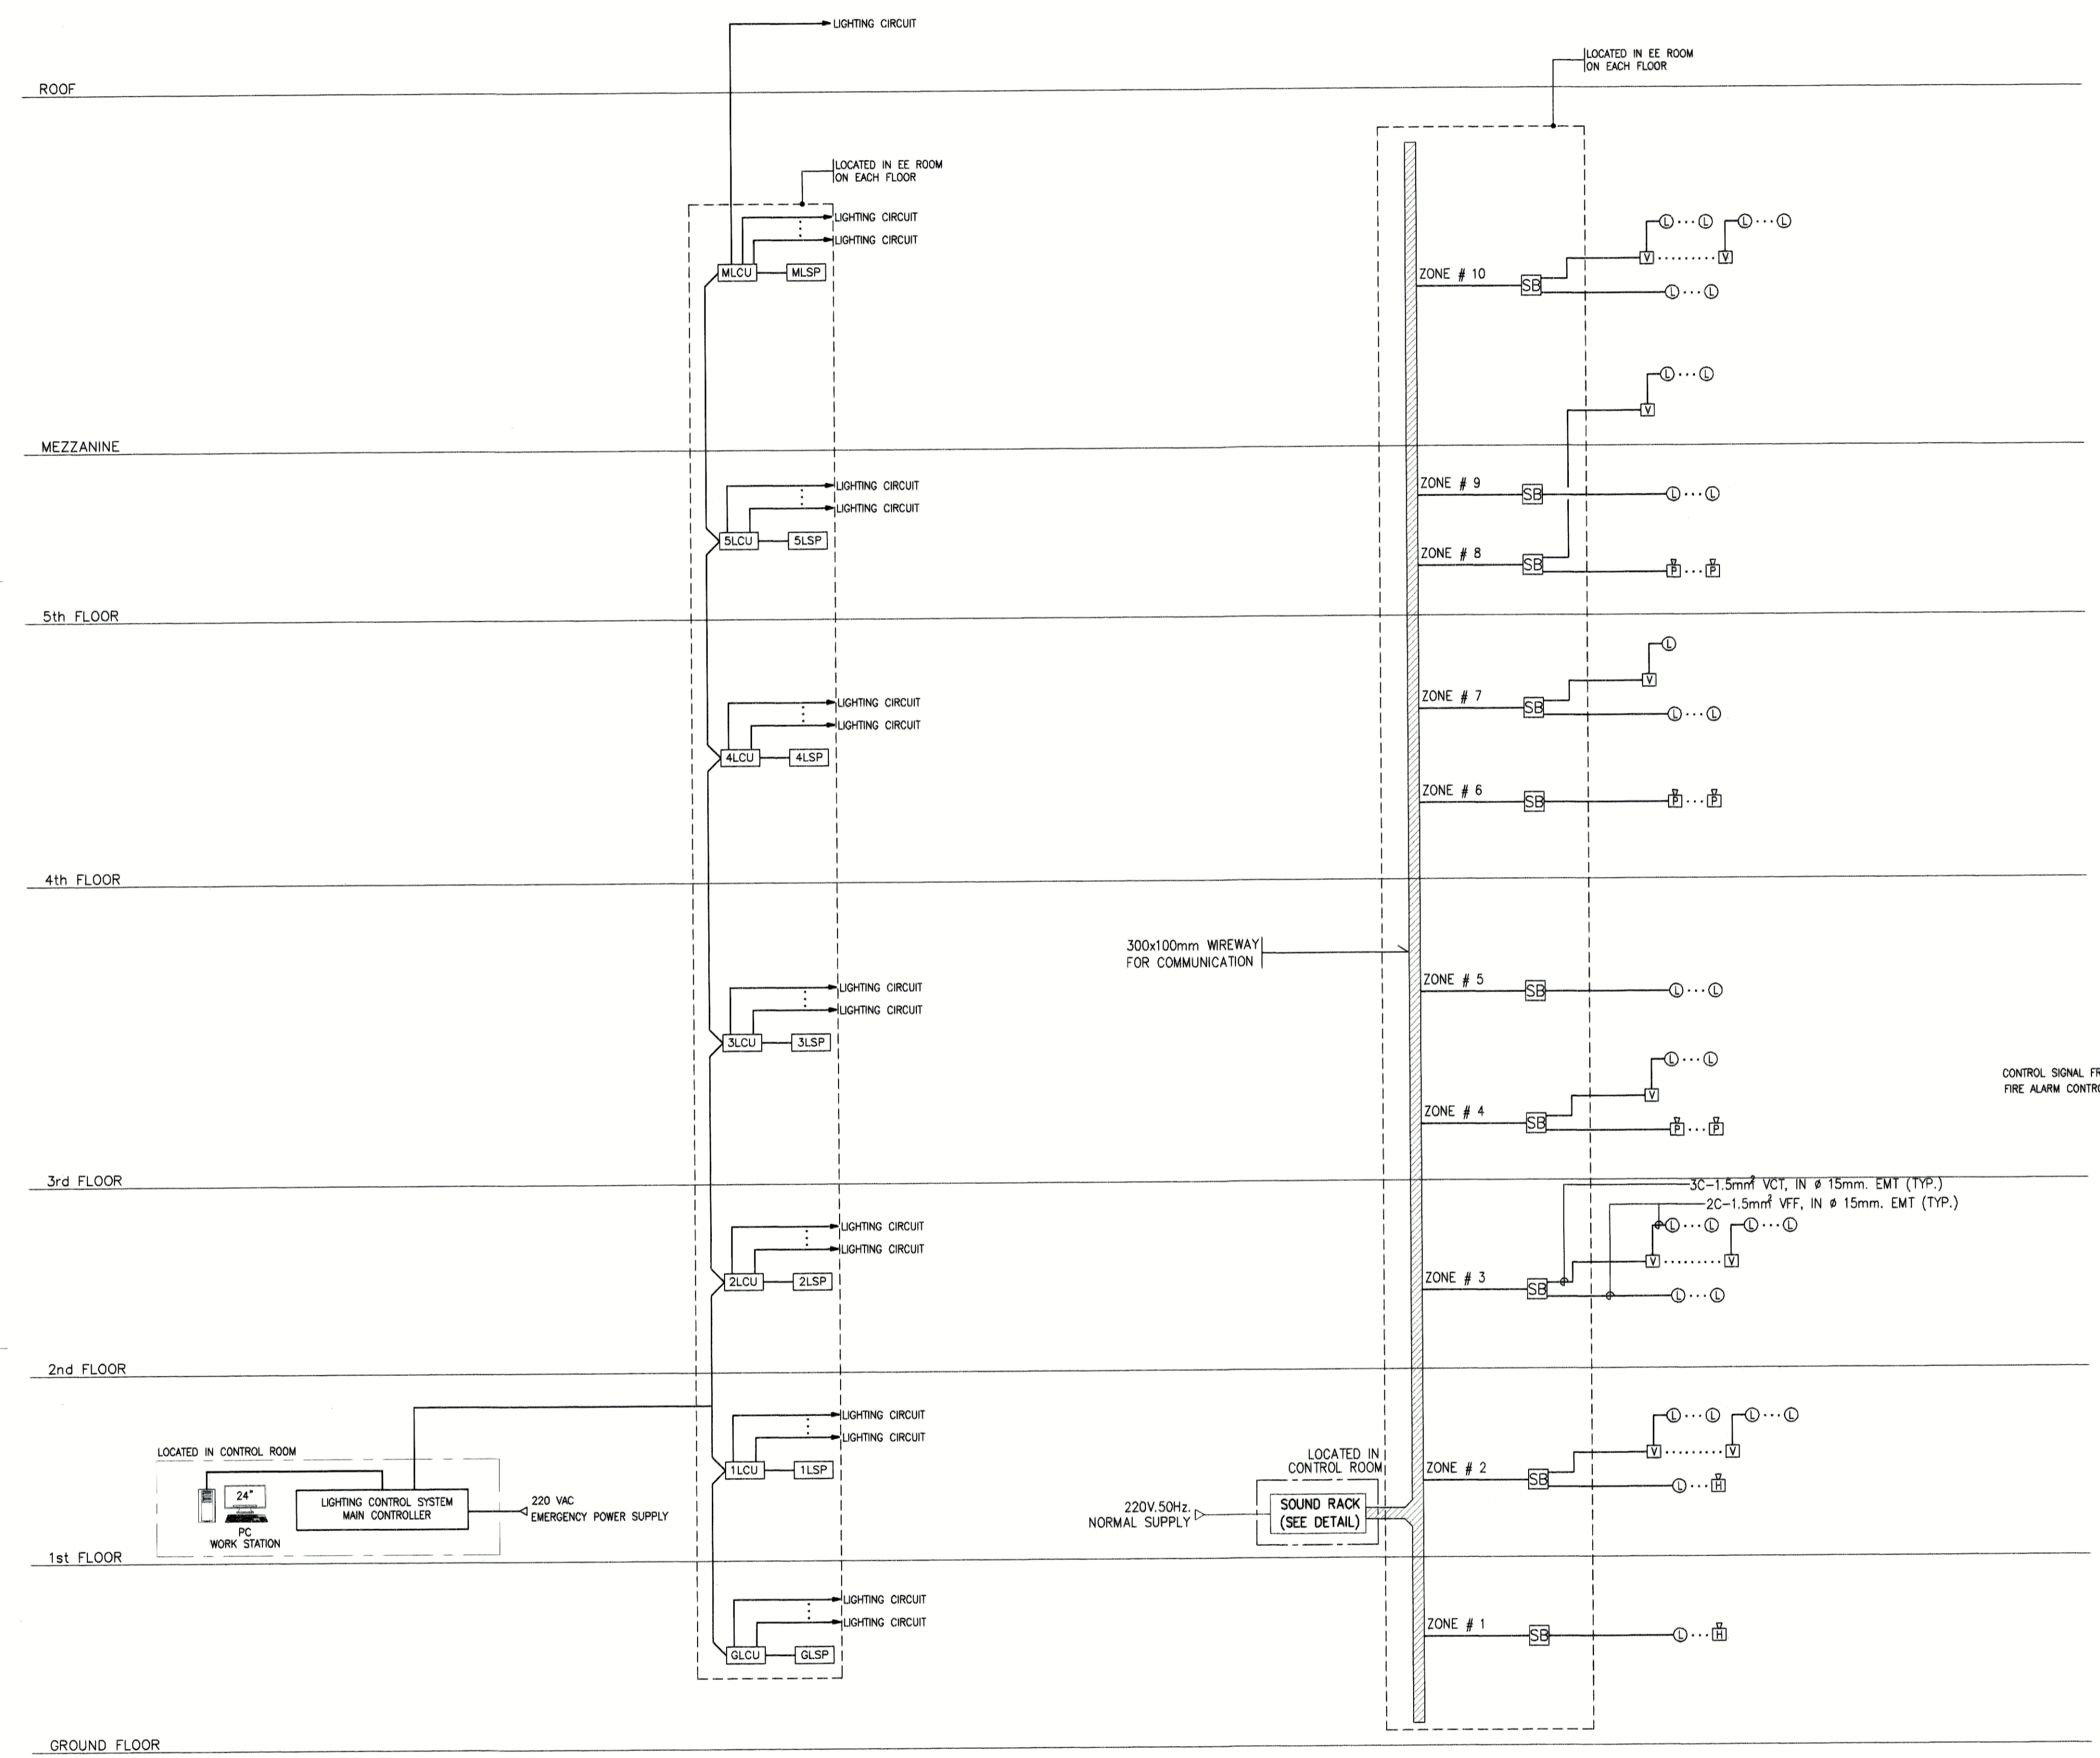 LIGHTING CIRCUIT
LOCATED IN EE ROOM
ON EACH FLOOR
ROOF
LOCATED IN EE ROOM
ON EACH FLOOR
LIGHTING CIRCUIT
LIGHTING CIRCUIT
MLCU
MLSP
L...L
L...L
V.........V
ZONE # 10
SB
L...L
L...L
V
MEZZANINE
LIGHTING CIRCUIT
LIGHTING CIRCUIT
5LCU
5LSP
ZONE # 9
SB
L...L
ZONE # 8
SB
P...P
5th FLOOR
L
V
LIGHTING CIRCUIT
LIGHTING CIRCUIT
4LCU
4LSP
ZONE # 7
SB
L...L
ZONE # 6
SB
P...P
4th FLOOR
300x100mm WIREWAY
FOR COMMUNICATION
LIGHTING CIRCUIT
LIGHTING CIRCUIT
3LCU
3LSP
ZONE # 5
SB
L...L
L...L
V
ZONE # 4
SB
P...P
CONTROL SIGNAL FR
FIRE ALARM CONTRO
3rd FLOOR
3C-1.5mm² VCT, IN ø 15mm. EMT (TYP.)
2C-1.5mm² VFF, IN ø 15mm. EMT (TYP.)
LIGHTING CIRCUIT
LIGHTING CIRCUIT
2LCU
2LSP
L...L
L...L
V.........V
ZONE # 3
SB
L...L
2nd FLOOR
LIGHTING CIRCUIT
LIGHTING CIRCUIT
1LCU
1LSP
L...L
L...L
V.........V
ZONE # 2
SB
L...H
LOCATED IN CONTROL ROOM
24"
PC
WORK STATION
LIGHTING CONTROL SYSTEM
MAIN CONTROLLER
220 VAC
EMERGENCY POWER SUPPLY
LOCATED IN
CONTROL ROOM
220V.50Hz.
NORMAL SUPPLY
SOUND RACK
(SEE DETAIL)
1st FLOOR
LIGHTING CIRCUIT
LIGHTING CIRCUIT
GLCU
GLSP
ZONE # 1
SB
L...H
GROUND FLOOR